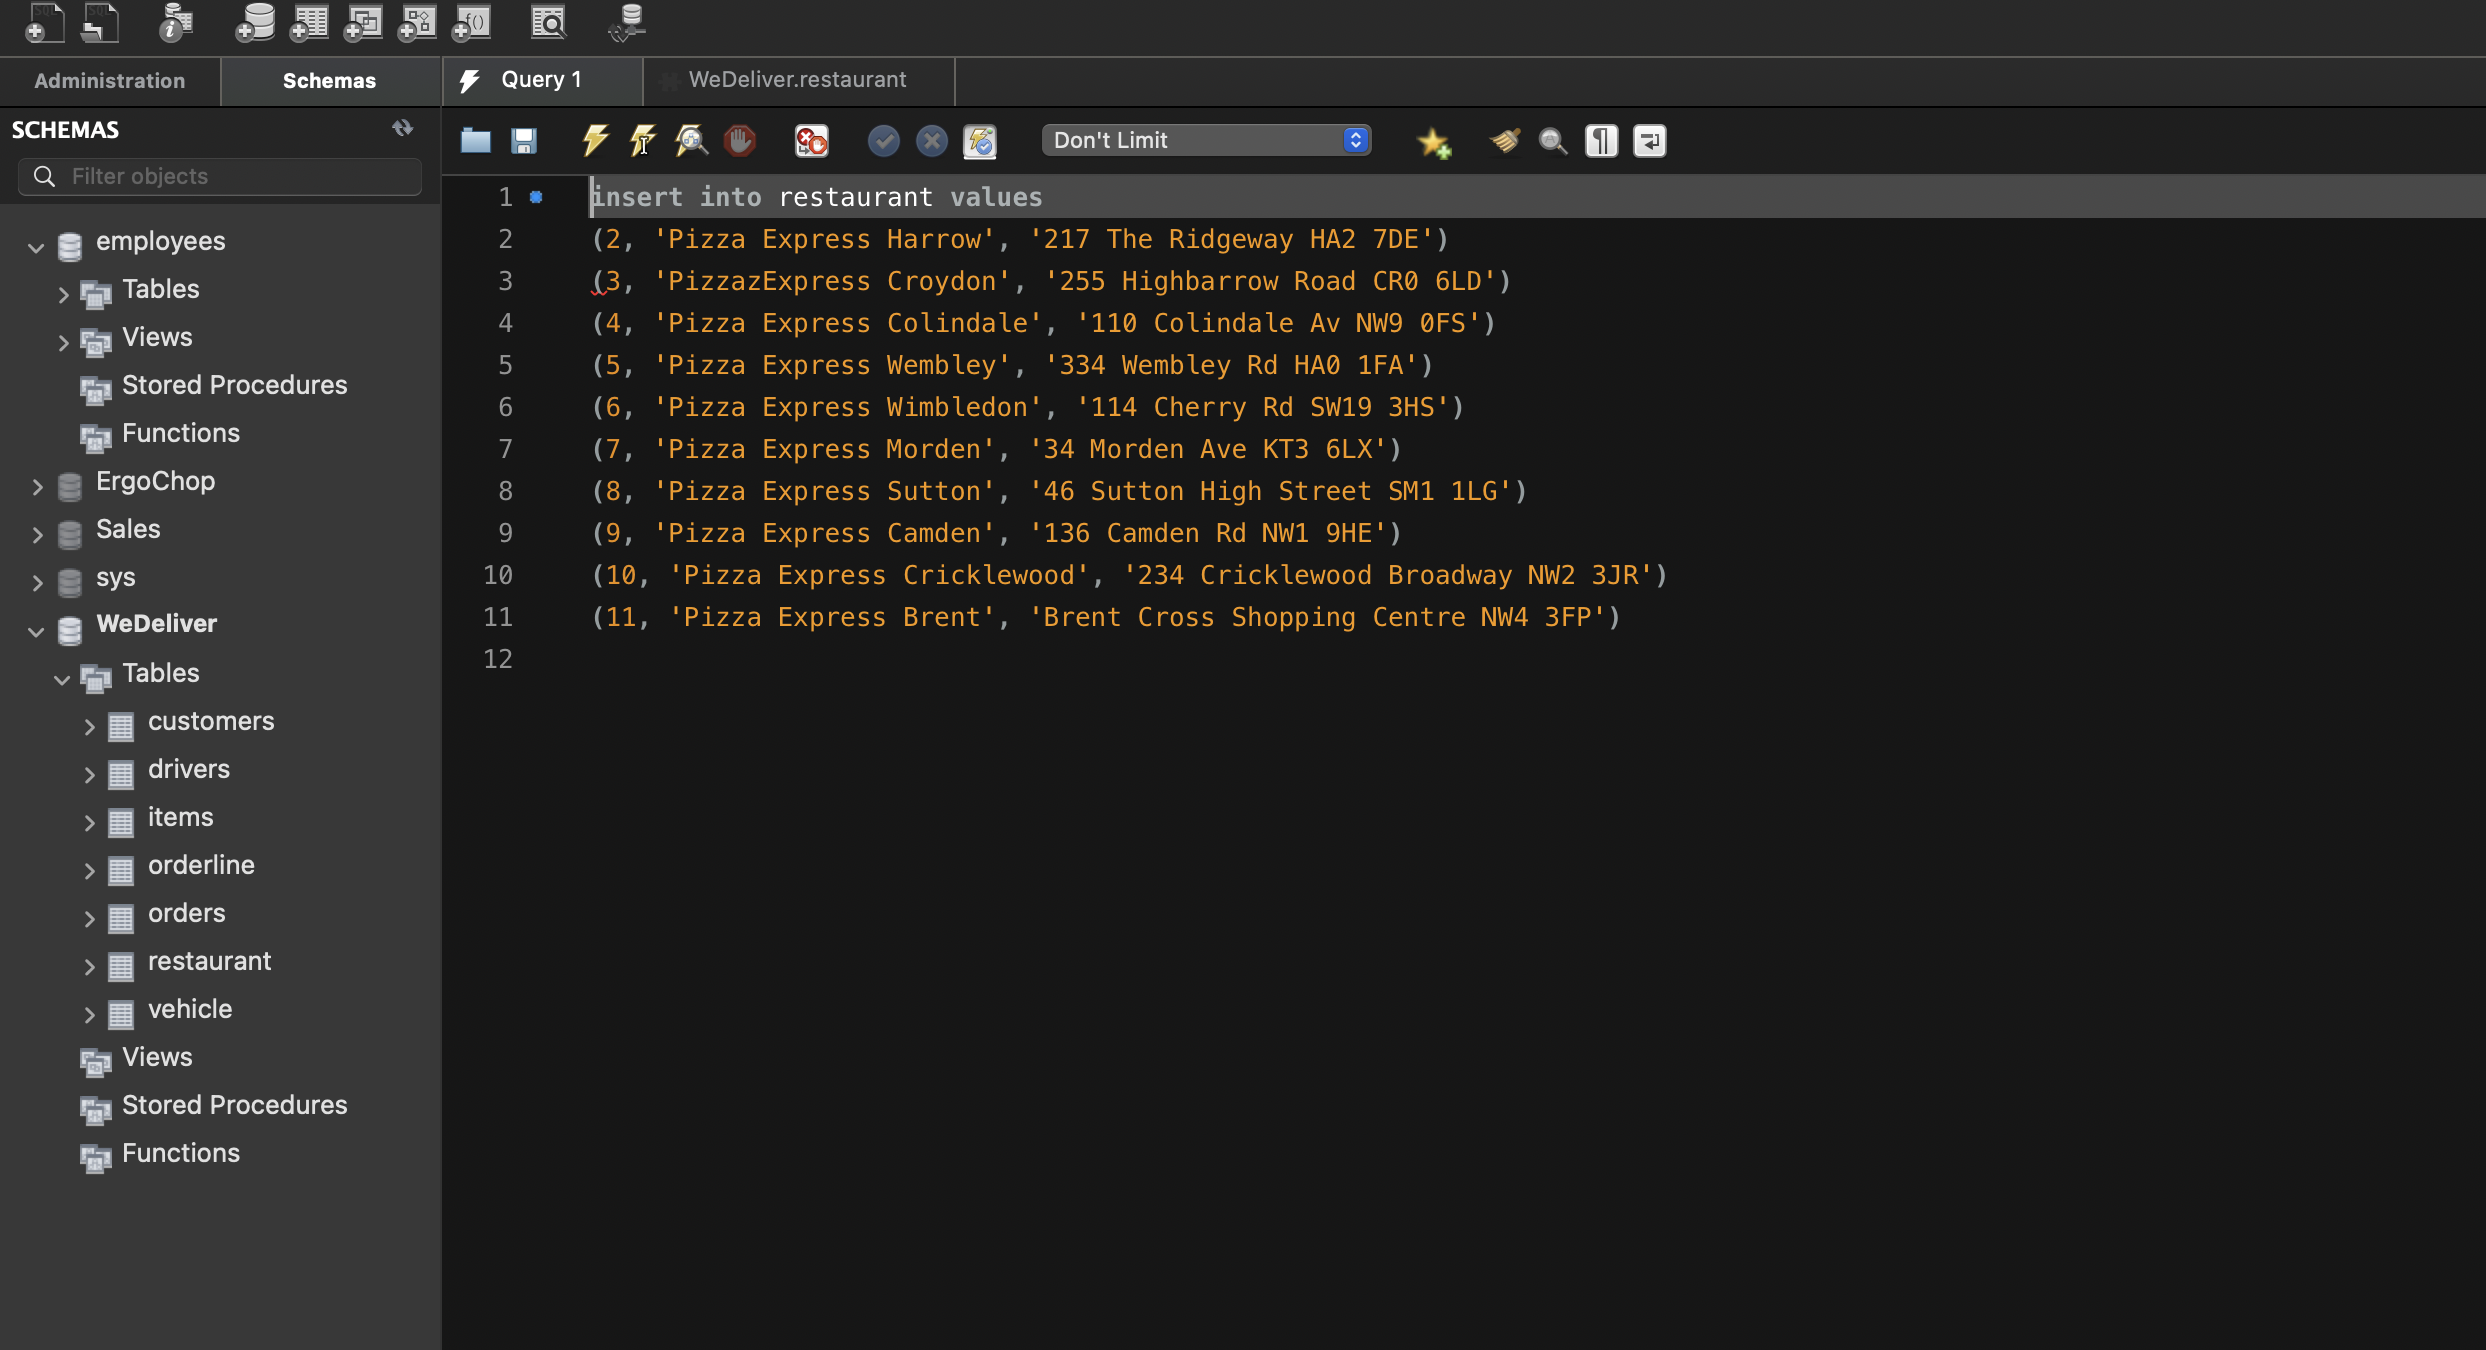 Administration
Schemas
Query 1
WeDeliver.restaurant
SCHEMAS
Filter objects
Don't Limit
employees
Tables
Views
Stored Procedures
Functions
ErgoChop
Sales
sys
WeDeliver
Tables
customers
drivers
items
orderline
orders
restaurant
vehicle
Views
Stored Procedures
Functions
1 insert into restaurant values
2 (2, 'Pizza Express Harrow', '217 The Ridgeway HA2 7DE')
3 (3, 'PizzazExpress Croydon', '255 Highbarrow Road CR0 6LD')
4 (4, 'Pizza Express Colindale', '110 Colindale Av NW9 0FS')
5 (5, 'Pizza Express Wembley', '334 Wembley Rd HA0 1FA')
6 (6, 'Pizza Express Wimbledon', '114 Cherry Rd SW19 3HS')
7 (7, 'Pizza Express Morden', '34 Morden Ave KT3 6LX')
8 (8, 'Pizza Express Sutton', '46 Sutton High Street SM1 1LG')
9 (9, 'Pizza Express Camden', '136 Camden Rd NW1 9HE')
10 (10, 'Pizza Express Cricklewood', '234 Cricklewood Broadway NW2 3JR')
11 (11, 'Pizza Express Brent', 'Brent Cross Shopping Centre NW4 3FP')
12